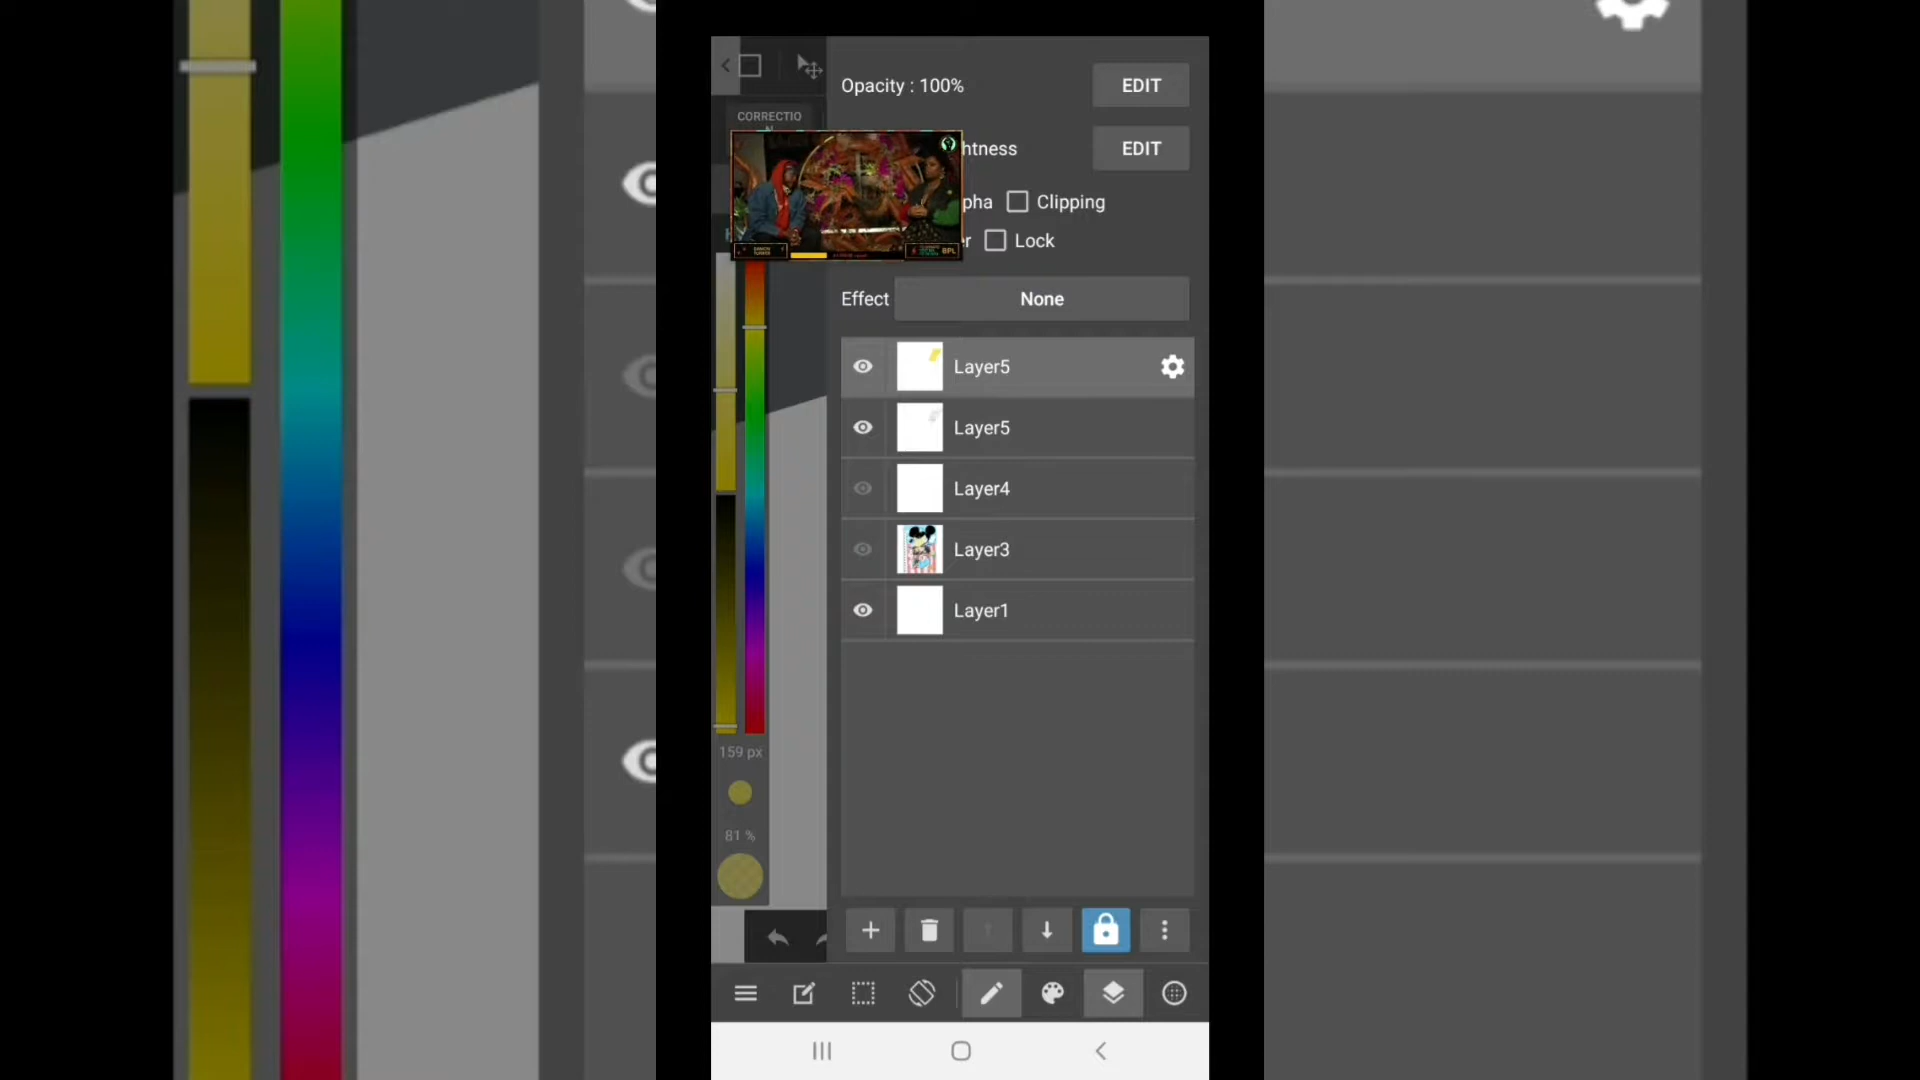 Opacity : 100%
EDIT
CORRECTIO
N
htness
EDIT
pha
Clipping
r
Lock
BPL
Effect
None
Layer5
Layer5
Layer4
Layer3
Layer1
159 px
81 %